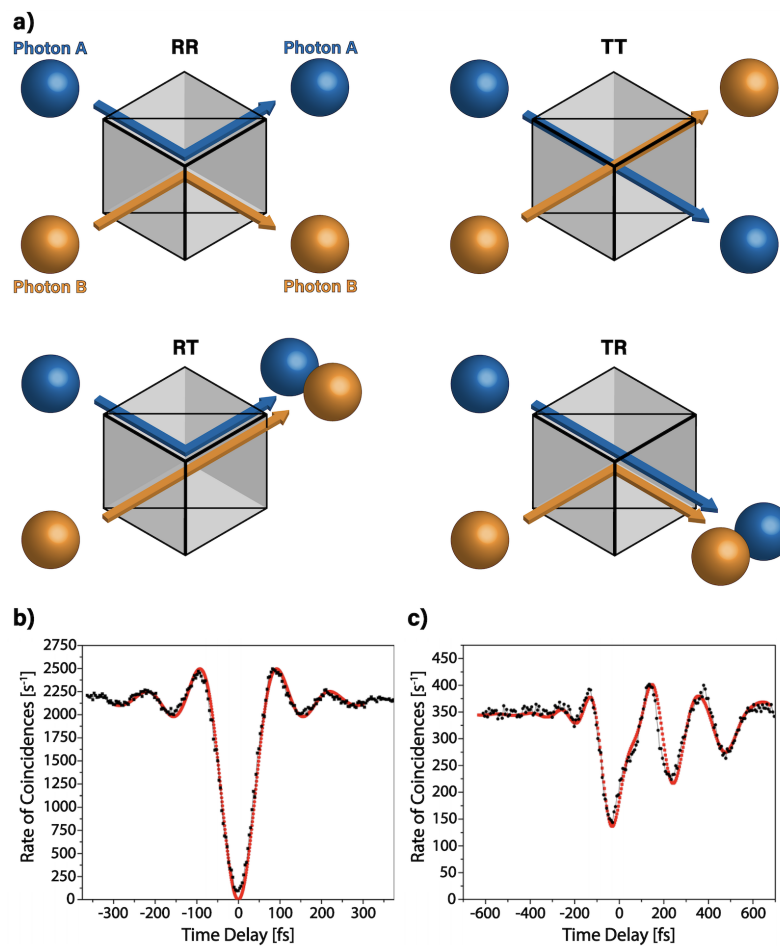 a)
RR
TT
Photon A
Photon A
Photon B
Photon B
RT
TR
b)
c)
Rate of Coincidences [s⁻¹]
2750
2500
2250
2000
1750
1500
1250
1000
750
500
250
0
-300 -200 -100 0 100 200 300
Time Delay [fs]
Rate of Coincidences [s⁻¹]
450
400
350
300
250
200
150
100
50
0
-600 -400 -200 0 200 400 600
Time Delay [fs]